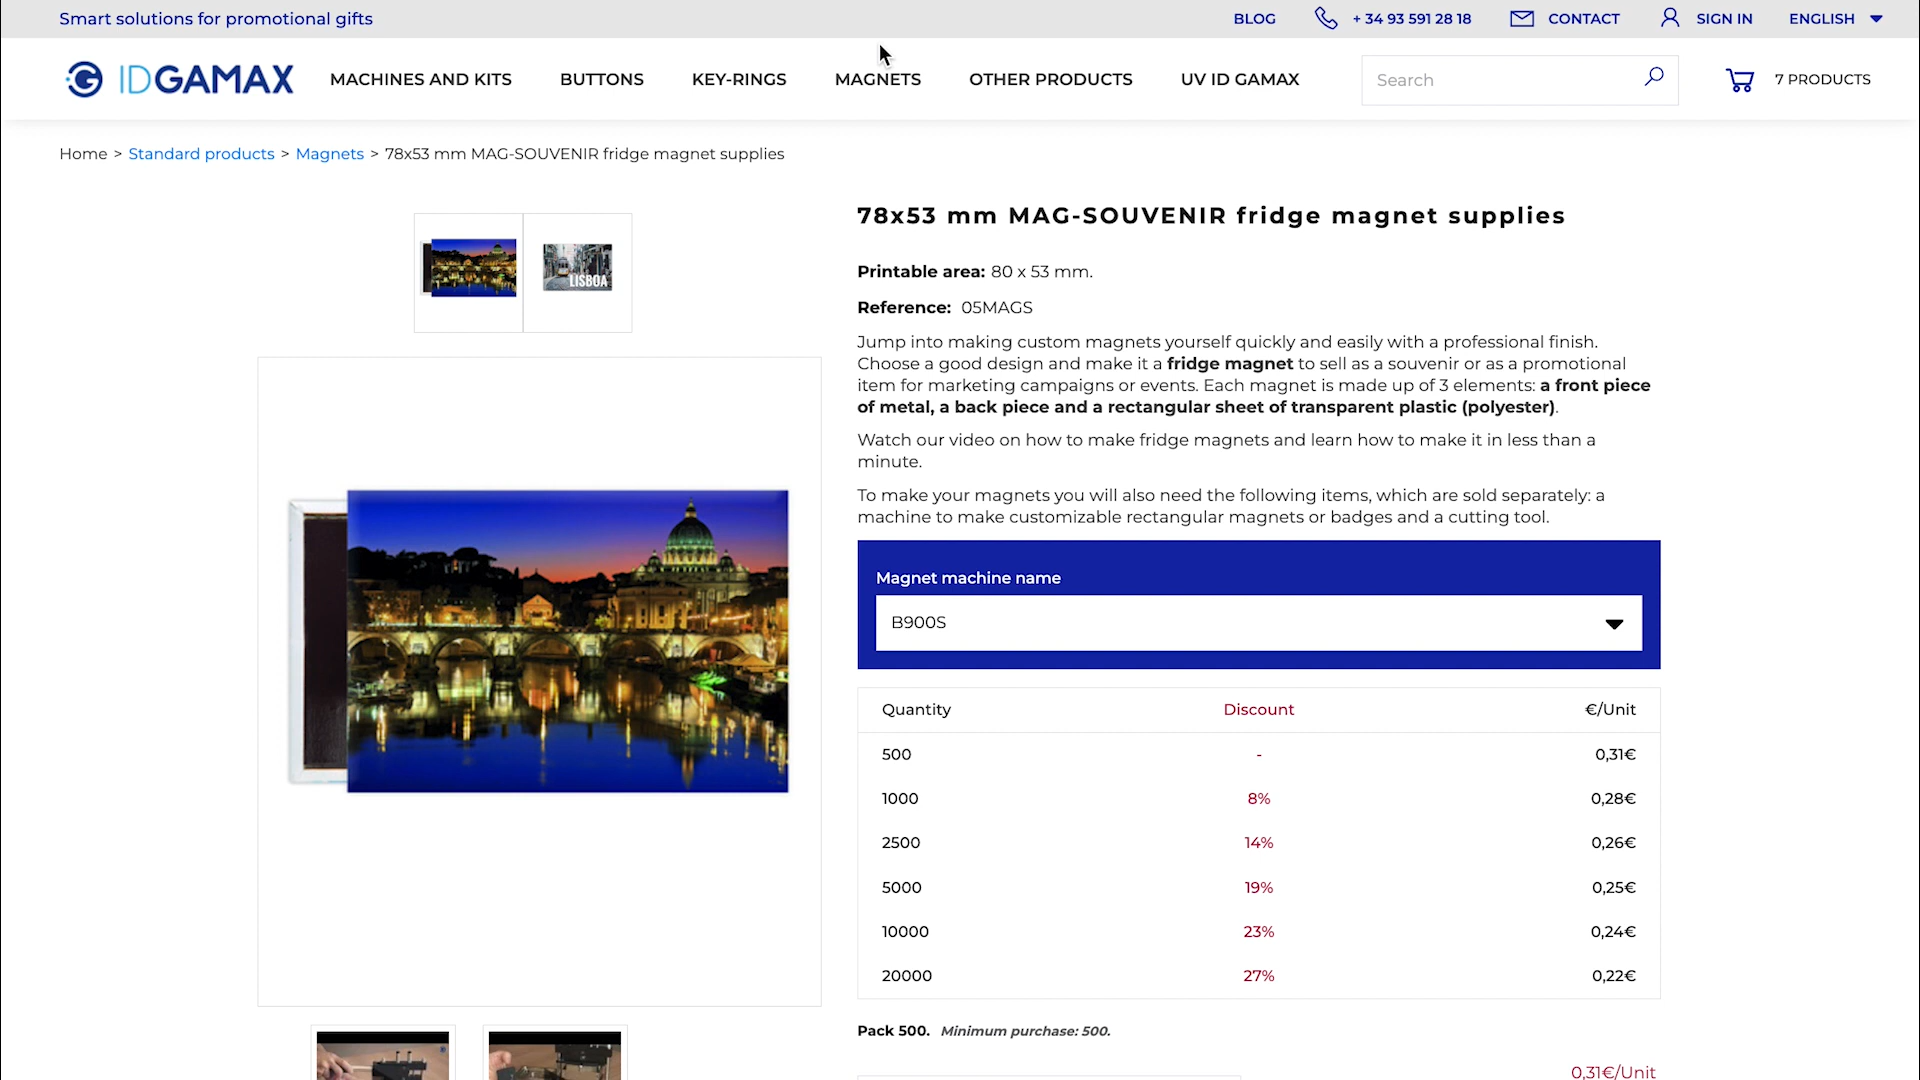 Smart solutions for promotional gifts
BLOG
+ 34 93 591 28 18
CONTACT
SIGN IN
ENGLISH
IDGAMAX
MACHINES AND KITS
BUTTONS
KEY-RINGS
MAGNETS
OTHER PRODUCTS
UV ID GAMAX
Search
7 PRODUCTS
Home > Standard products > Magnets > 78x53 mm MAG-SOUVENIR fridge magnet supplies
LISBOA
78x53 mm MAG-SOUVENIR fridge magnet supplies
Printable area: 80 x 53 mm.
Reference: 05MAGS
Jump into making custom magnets yourself quickly and easily with a professional finish.
Choose a good design and make it a fridge magnet to sell as a souvenir or as a promotional
item for marketing campaigns or events. Each magnet is made up of 3 elements: a front piece
of metal, a back piece and a rectangular sheet of transparent plastic (polyester).
Watch our video on how to make fridge magnets and learn how to make it in less than a
minute.
To make your magnets you will also need the following items, which are sold separately: a
machine to make customizable rectangular magnets or badges and a cutting tool.
Magnet machine name
B900S
Quantity Discount €/Unit
500 - 0,31€
1000 8% 0,28€
2500 14% 0,26€
5000 19% 0,25€
10000 23% 0,24€
20000 27% 0,22€
Pack 500. Minimum purchase: 500.
0,31€/Unit